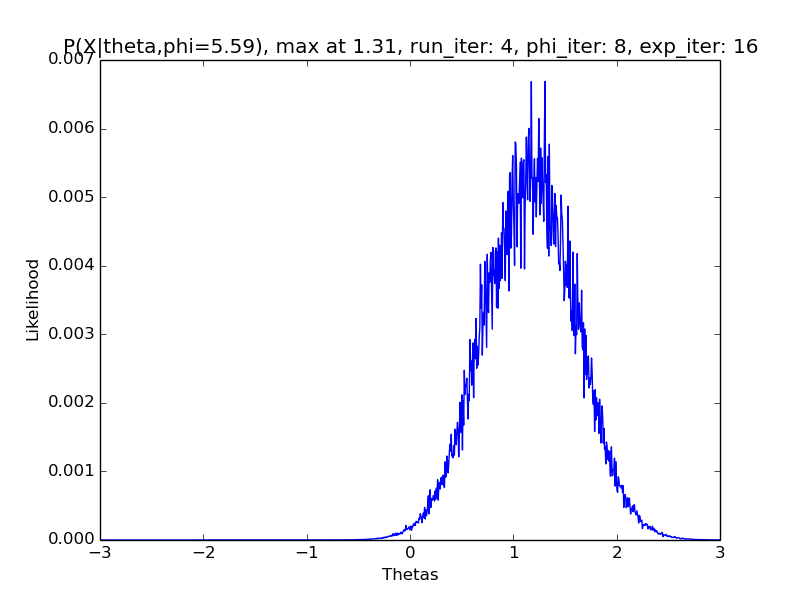 P(X|theta,phi=5.59), max at 1.31, run_iter: 4, phi_iter: 8, exp_iter: 16
0.007
0.006
0.005
0.004
0.003
0.002
0.001
0.000
Likelihood
−3 −2 −1 0 1 2 3
Thetas